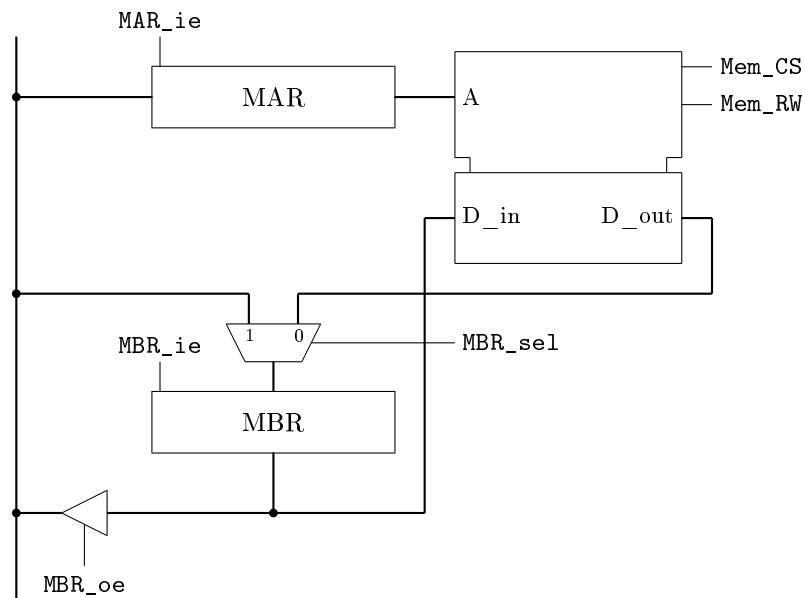 MAR_ie
MAR
A
Mem_CS
Mem_RW
D_in
D_out
1
0
MBR_ie
MBR_sel
MBR
MBR_oe